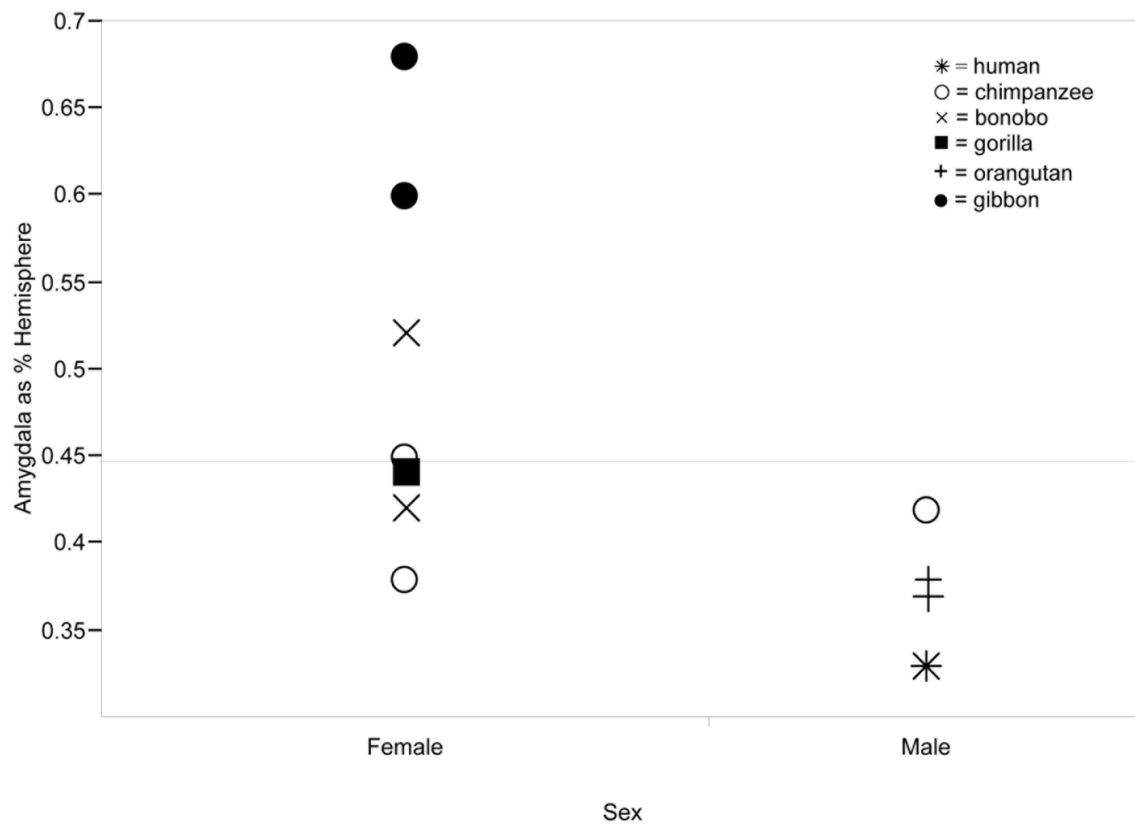 0.7
0.65
0.6
0.55
0.5
0.45
0.4
0.35
Amygdala as % Hemisphere
= human
= chimpanzee
= bonobo
= gorilla
= orangutan
= gibbon
Female
Male
Sex